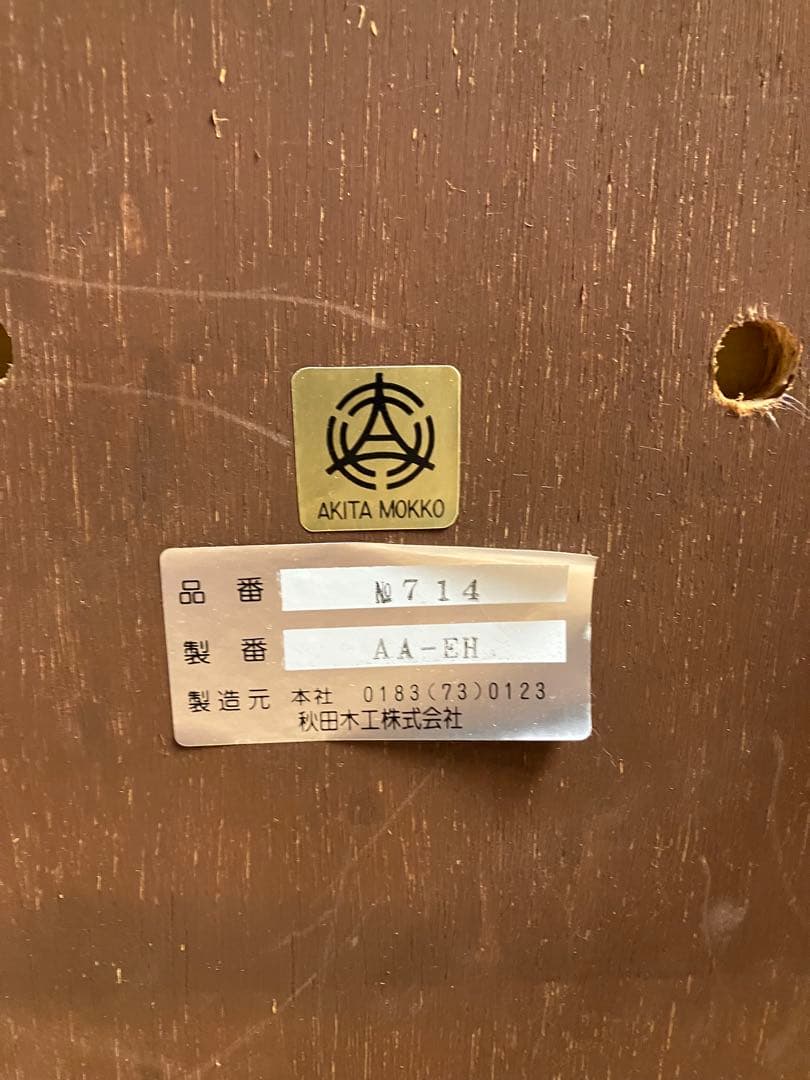 AKITA MOKKO
品番 №714
製番 AA-EH
製造元 本社 0183(73)0123
秋田木工株式会社